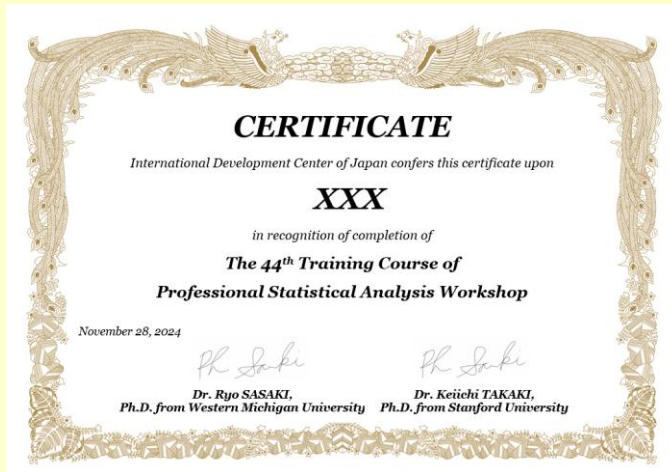 CERTIFICATE
International Development Center of Japan confers this certificate upon
XXX
in recognition of completion of
The 44th Training Course of
Professional Statistical Analysis Workshop
November 28, 2024
Dr. Ryo SASAKI, Dr. Keiichi TAKAKI,
Ph.D. from Western Michigan University Ph.D. from Stanford University